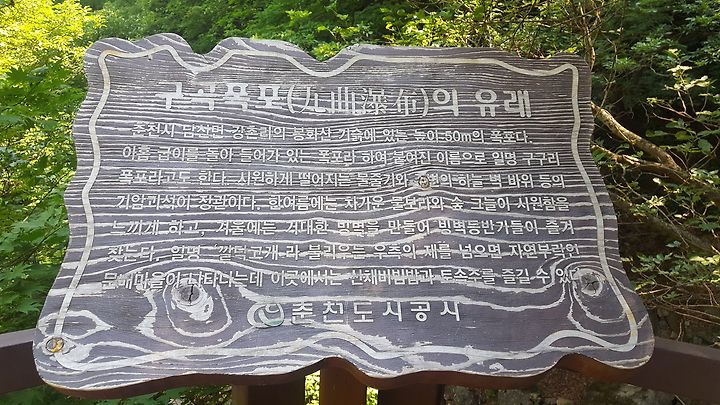 구곡폭포(九曲瀑布)의 유래
춘천시 남산면 강촌리의 봉화산 기슭에 있는 높이 50m의 폭포다.
아홉 굽이를 돌아 들어가 있는 폭포라 하여 붙여진 이름으로 일명 구구리
폭포라고도 한다. 시원하게 떨어지는 물줄기와 하늘 벽 바위 등의
기암괴석이 장관이다. 한여름에는 차가운 물보라와 숲 그늘이 시원함을
느끼게 하고, 겨울에는 거대한 빙벽을 만들어 빙벽등반가들이 즐겨
찾는다. 일명 '깔딱고개'라 불리우는 우측의 재를 넘으면 자연부락인
문배마을이 나타나는데 이곳에서는 산채비빔밥과 토속주를 즐길 수 있다.
춘천도시공사